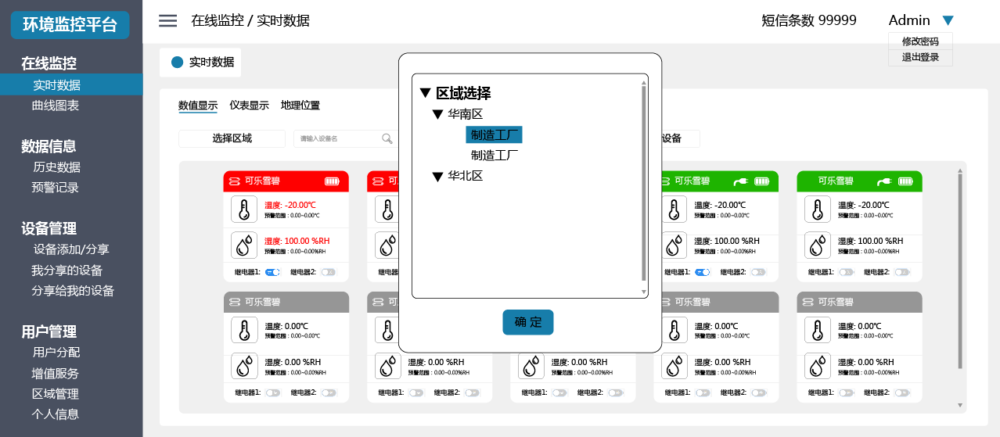 环境监控平台
在线监控 / 实时数据
短信条数 99999
Admin
修改密码
退出登录
在线监控
实时数据
曲线图表
数据信息
历史数据
预警记录
设备管理
设备添加/分享
我分享的设备
分享给我的设备
用户管理
用户分配
增值服务
区域管理
个人信息
实时数据
数值显示 仪表显示 地理位置
选择区域
请输入设备名
设备
区域选择
华南区
制造工厂
制造工厂
华北区
确 定
可乐雪碧
温度: -20.00℃
预警范围：0.00~0.00℃
湿度: 100.00 %RH
预警范围：0.00~0.00%RH
继电器1: 继电器2:
可
继电
可乐雪碧
温度: -20.00℃
预警范围：0.00~0.00℃
湿度: 100.00 %RH
预警范围：0.00~0.00%RH
继电器1: 继电器2:
可乐雪碧
温度: -20.00℃
预警范围：0.00~0.00℃
湿度: 100.00 %RH
预警范围：0.00~0.00%RH
继电器1: 继电器2:
可乐雪碧
温度: 0.00℃
预警范围：0.00~0.00℃
湿度: 0.00 %RH
预警范围：0.00~0.00%RH
继电器1: 继电器2:
可
湿度: 0.00 %RH
预警范围：0.00~0.00%RH
继电器1: 继电器2:
湿度: 0.00 %RH
预警范围：0.00~0.00%RH
继电器1: 继电器2:
可乐雪碧
温度: 0.00℃
预警范围：0.00~0.00℃
湿度: 0.00 %RH
预警范围：0.00~0.00%RH
继电器1: 继电器2:
可乐雪碧
温度: 0.00℃
预警范围：0.00~0.00℃
湿度: 0.00 %RH
预警范围：0.00~0.00%RH
继电器1: 继电器2: